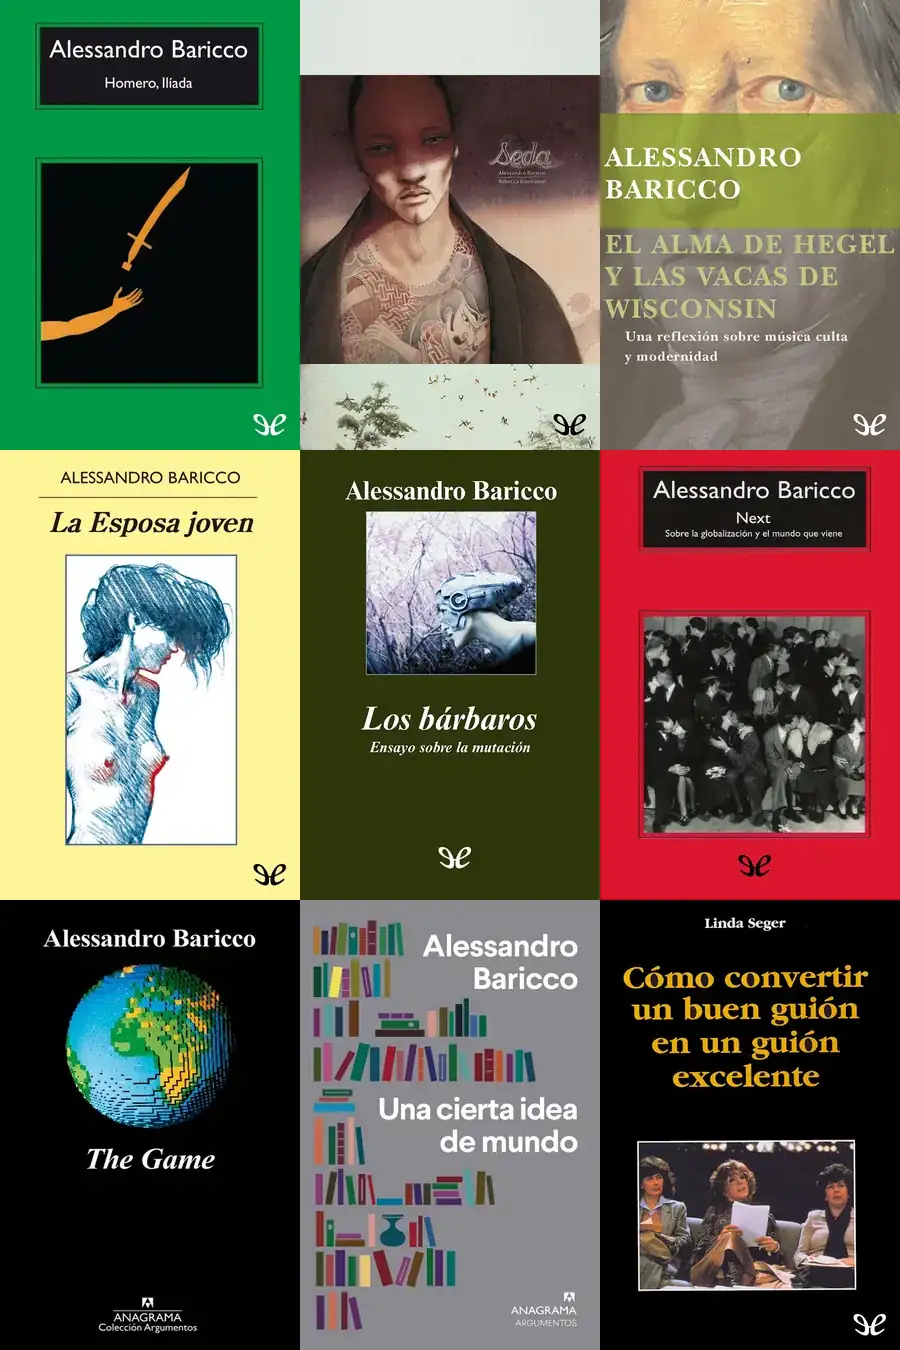 Alessandro Baricco
Homero, Ilíada
Seda
Alessandro Baricco
Rébecca Dautremer
ALESSANDRO
BARICCO
EL ALMA DE HEGEL
Y LAS VACAS DE
WISCONSIN
Una reflexión sobre música culta
y modernidad
ALESSANDRO BARICCO
La Esposa joven
Alessandro Baricco
Los bárbaros
Ensayo sobre la mutación
Alessandro Baricco
Next
Sobre la globalización y el mundo que viene
Alessandro Baricco
The Game
ANAGRAMA
Colección Argumentos
Alessandro
Baricco
Una cierta idea
de mundo
ANAGRAMA
ARGUMENTOS
Linda Seger
Cómo convertir
un buen guión
en un guión
excelente